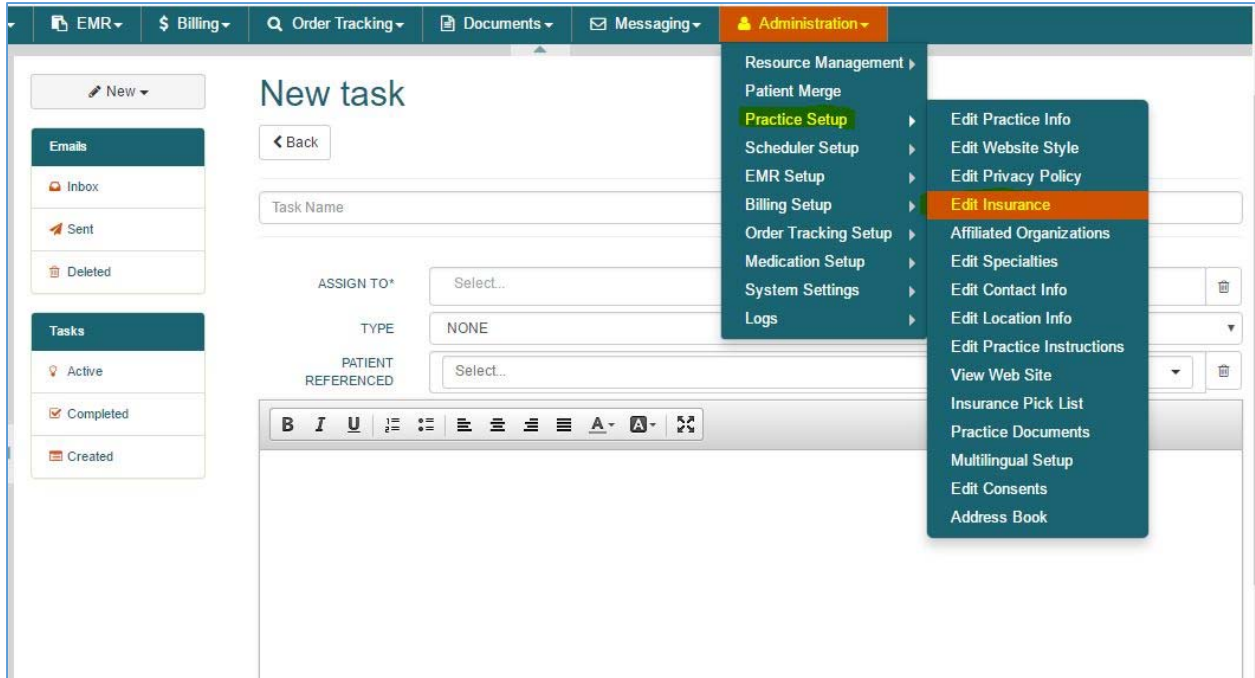 EMR
$ Billing
Order Tracking
Documents
Messaging
Administration
New
Emails
Inbox
Sent
Deleted
Tasks
Active
Completed
Created
New task
Back
Task Name
ASSIGN TO*
Select...
TYPE
NONE
PATIENT
REFERENCED
Select...
B I U A A
Resource Management
Patient Merge
Practice Setup
Scheduler Setup
EMR Setup
Billing Setup
Order Tracking Setup
Medication Setup
System Settings
Logs
Edit Practice Info
Edit Website Style
Edit Privacy Policy
Edit Insurance
Affiliated Organizations
Edit Specialties
Edit Contact Info
Edit Location Info
Edit Practice Instructions
View Web Site
Insurance Pick List
Practice Documents
Multilingual Setup
Edit Consents
Address Book